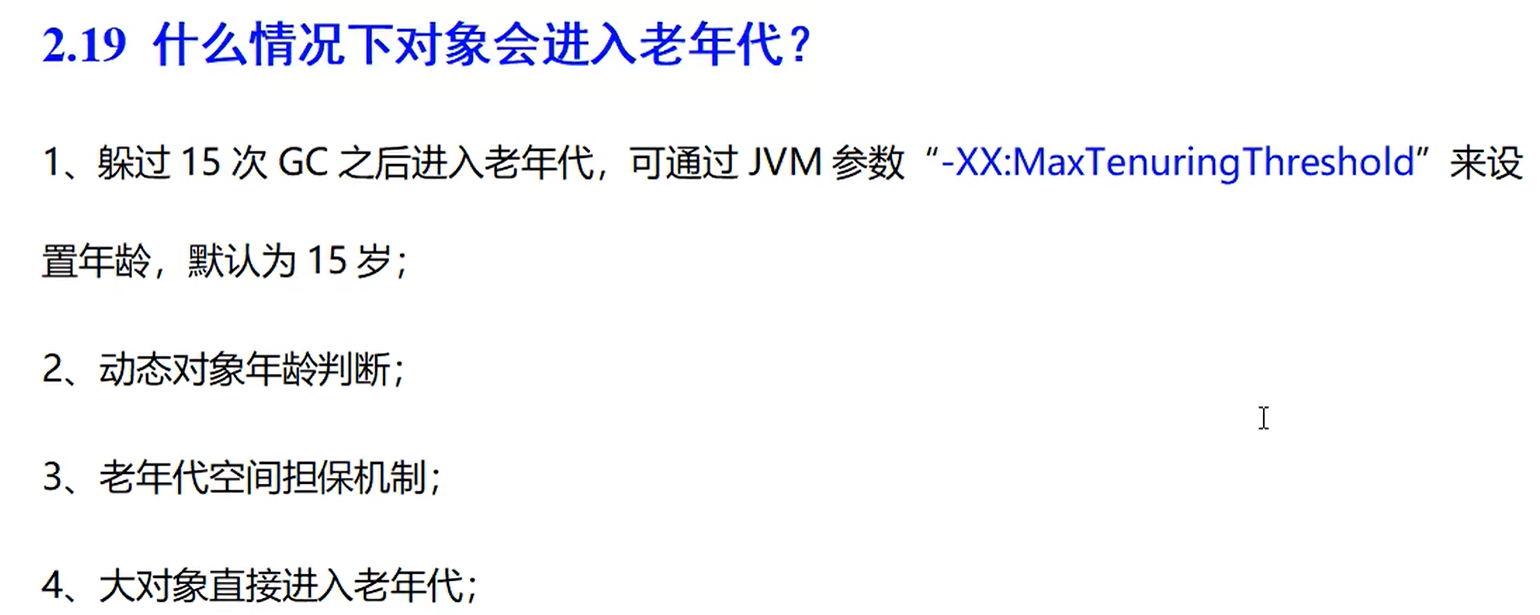 2.19 什么情况下对象会进入老年代？
1、躲过 15 次 GC 之后进入老年代，可通过 JVM 参数“-XX:MaxTenuringThreshold”来设
置年龄，默认为 15 岁；
2、动态对象年龄判断；
3、老年代空间担保机制；
4、大对象直接进入老年代；